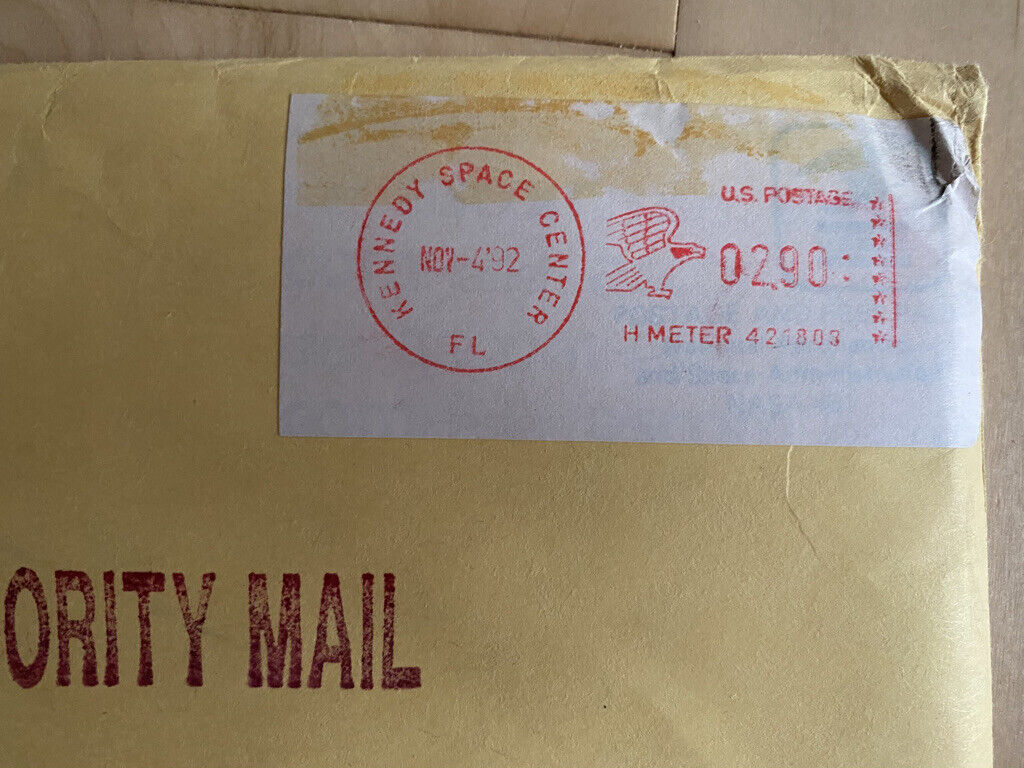 KENNEDY SPACE CENTER
NOV-4'92
FL
U.S. POSTAGE
02.90
H METER 421803
ORITY MAIL